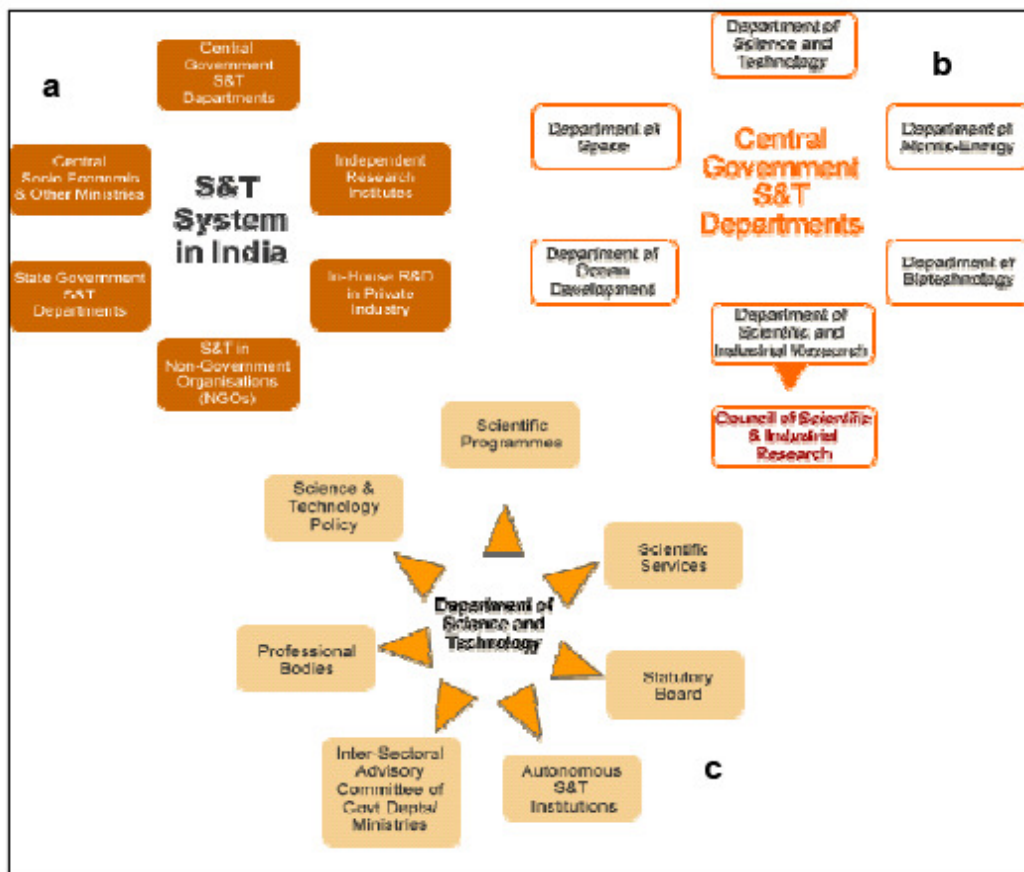 a
Central
Government
S&T
Dapartments
Central
Socio Economic
& Other Ministries
S&T
System
in India
Independent
Research
Institutes
State Government
S&T
Departments
In-House R&D
in Private
Industry
S&T in
Non-Government
Organisations
(NGOs)
b
Department of
Science and
Technology
Department of
Space
Central
Government
S&T
Departments
Department of
Atomic-Energy
Department of
Ocean
Development
Department of
Biotechnology
Department of
Scientific and
Industrial Research
Council of Scientific
& Industrial
Research
Scientific
Programmes
Science &
Technology
Policy
Scientific
Services
Department of
Science and
Technology
Professional
Bodies
Statutory
Board
Inter-Sectoral
Advisory
Committee of
Govt Depts/
Ministries
Autonomous
S&T
Institutions
c